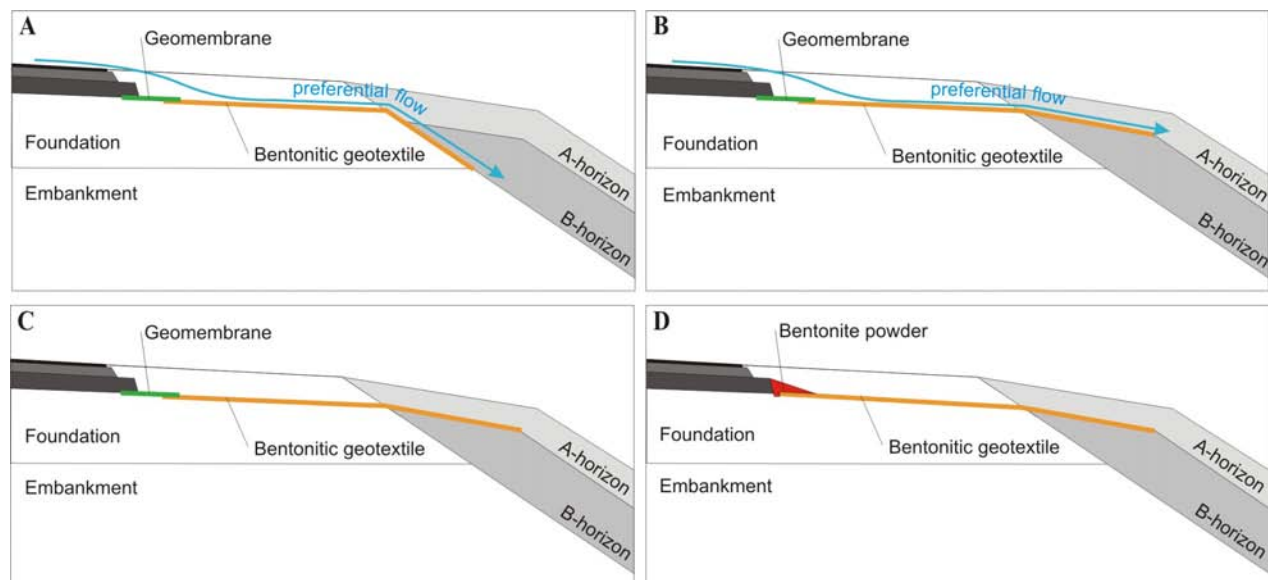 A
Geomembrane
preferential flow
Foundation
Bentonitic geotextile
Embankment
A-horizon
B-horizon
B
Geomembrane
preferential flow
Foundation
Bentonitic geotextile
Embankment
A-horizon
B-horizon
C
Geomembrane
Foundation
Bentonitic geotextile
Embankment
A-horizon
B-horizon
D
Bentonite powder
Foundation
Bentonitic geotextile
Embankment
A-horizon
B-horizon